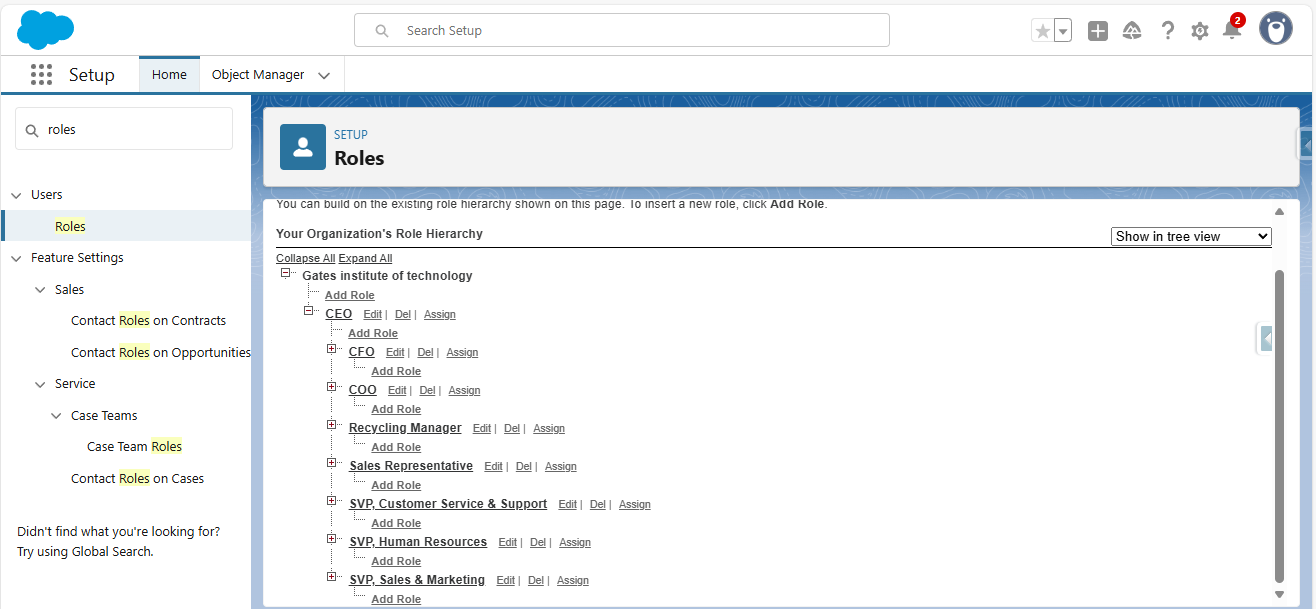 Search Setup
2
Setup
Home
Object Manager
roles
Users
Roles
Feature Settings
Sales
Contact Roles on Contracts
Contact Roles on Opportunities
Service
Case Teams
Case Team Roles
Contact Roles on Cases
Didn't find what you're looking for?
Try using Global Search.
SETUP
Roles
You can build on the existing role hierarchy shown on this page. To insert a new role, click Add Role.
Your Organization's Role Hierarchy
Show in tree view
Collapse All Expand All
Gates institute of technology
Add Role
CEO Edit | Del | Assign
Add Role
CFO Edit | Del | Assign
Add Role
COO Edit | Del | Assign
Add Role
Recycling Manager Edit | Del | Assign
Add Role
Sales Representative Edit | Del | Assign
Add Role
SVP, Customer Service & Support Edit | Del | Assign
Add Role
SVP, Human Resources Edit | Del | Assign
Add Role
SVP, Sales & Marketing Edit | Del | Assign
Add Role